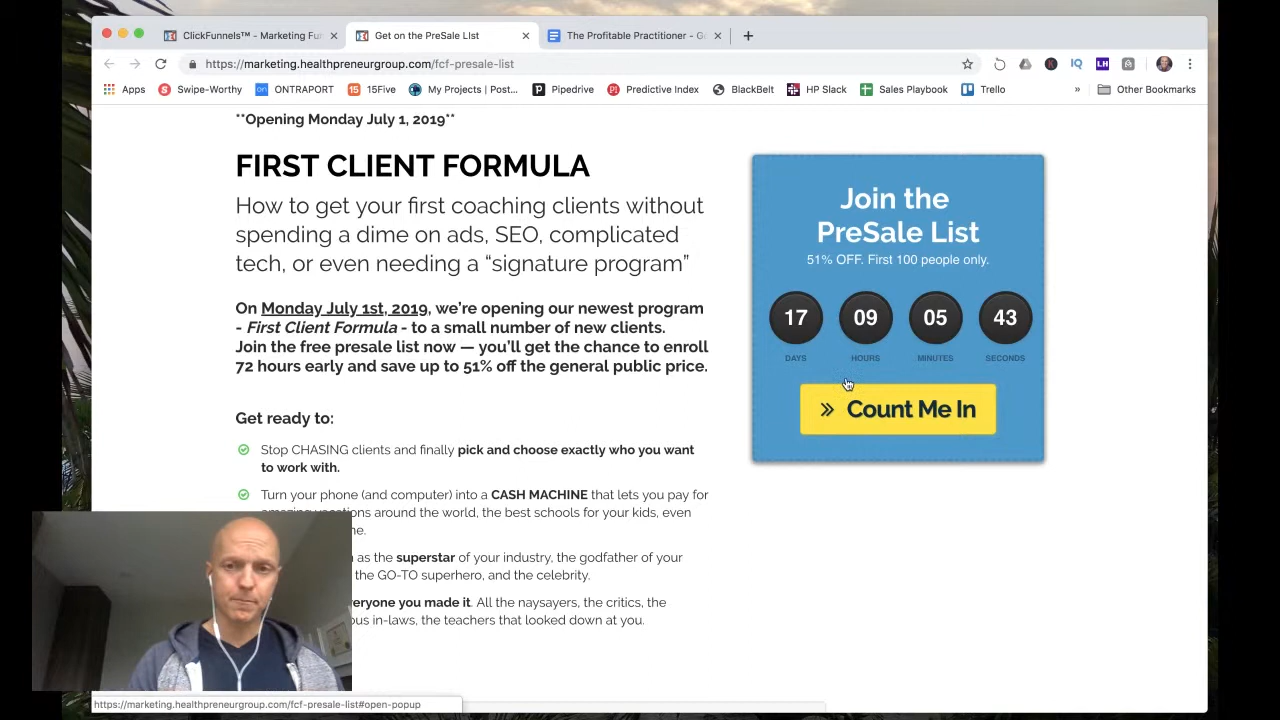 ClickFunnels™ - Marketing Fun
Get on the PreSale List
The Profitable Practitioner - G
https://marketing.healthpreneurgroup.com/fcf-presale-list
IQ
LH
Apps
Swipe-Worthy
ONTRAPORT
15Five
My Projects | Post...
Pipedrive
Predictive Index
BlackBelt
HP Slack
Sales Playbook
Trello
»
Other Bookmarks
**Opening Monday July 1, 2019**
FIRST CLIENT FORMULA
How to get your first coaching clients without
spending a dime on ads, SEO, complicated
tech, or even needing a “signature program”
On Monday July 1st, 2019, we’re opening our newest program
- First Client Formula - to a small number of new clients.
Join the free presale list now — you’ll get the chance to enroll
72 hours early and save up to 51% off the general public price.
Get ready to:
Stop CHASING clients and finally pick and choose exactly who you want
to work with.
Turn your phone (and computer) into a CASH MACHINE that lets you pay for
amazing vacations around the world, the best schools for your kids, even
me.
as the superstar of your industry, the godfather of your
the GO-TO superhero, and the celebrity.
everyone you made it. All the naysayers, the critics, the
in-laws, the teachers that looked down at you.
Join the
PreSale List
51% OFF. First 100 people only.
17 09 05 43
DAYS HOURS MINUTES SECONDS
» Count Me In
https://marketing.healthpreneurgroup.com/fcf-presale-list#open-popup